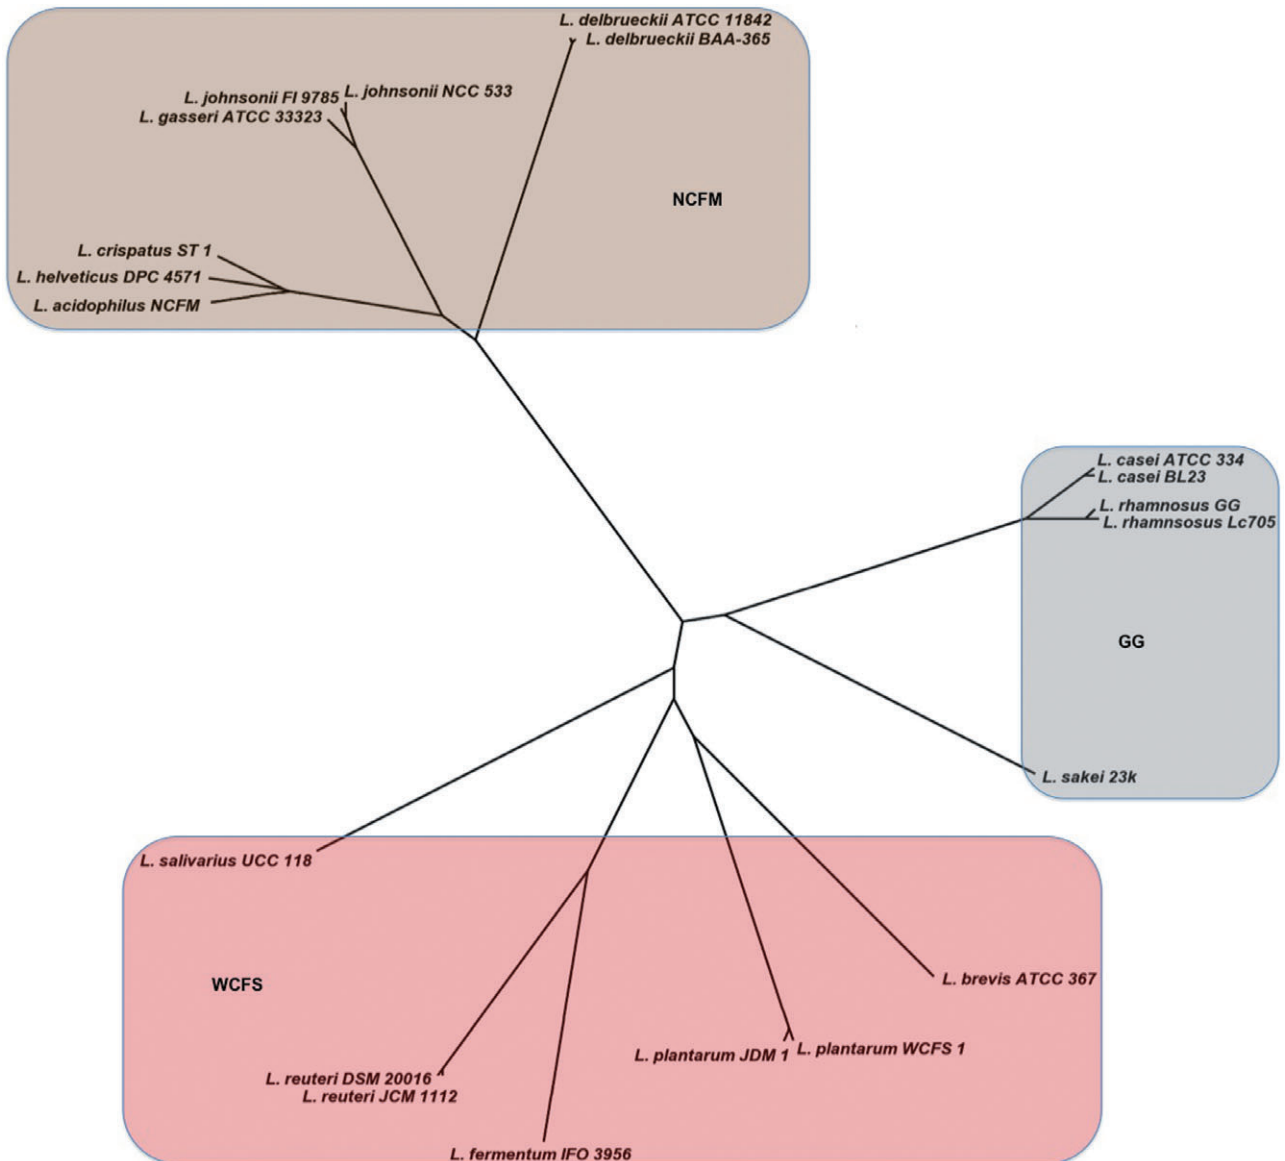 L. delbrueckii ATCC 11842
L. delbrueckii BAA-365
L. johnsonii FI 9785
L. johnsonii NCC 533
L. gasseri ATCC 33323
NCFM
L. crispatus ST 1
L. helveticus DPC 4571
L. acidophilus NCFM
L. casei ATCC 334
L. casei BL23
L. rhamnosus GG
L. rhamnsosus Lc705
GG
L. sakei 23k
L. salivarius UCC 118
WCFS
L. brevis ATCC 367
L. plantarum JDM 1
L. plantarum WCFS 1
L. reuteri DSM 20016
L. reuteri JCM 1112
L. fermentum IFO 3956